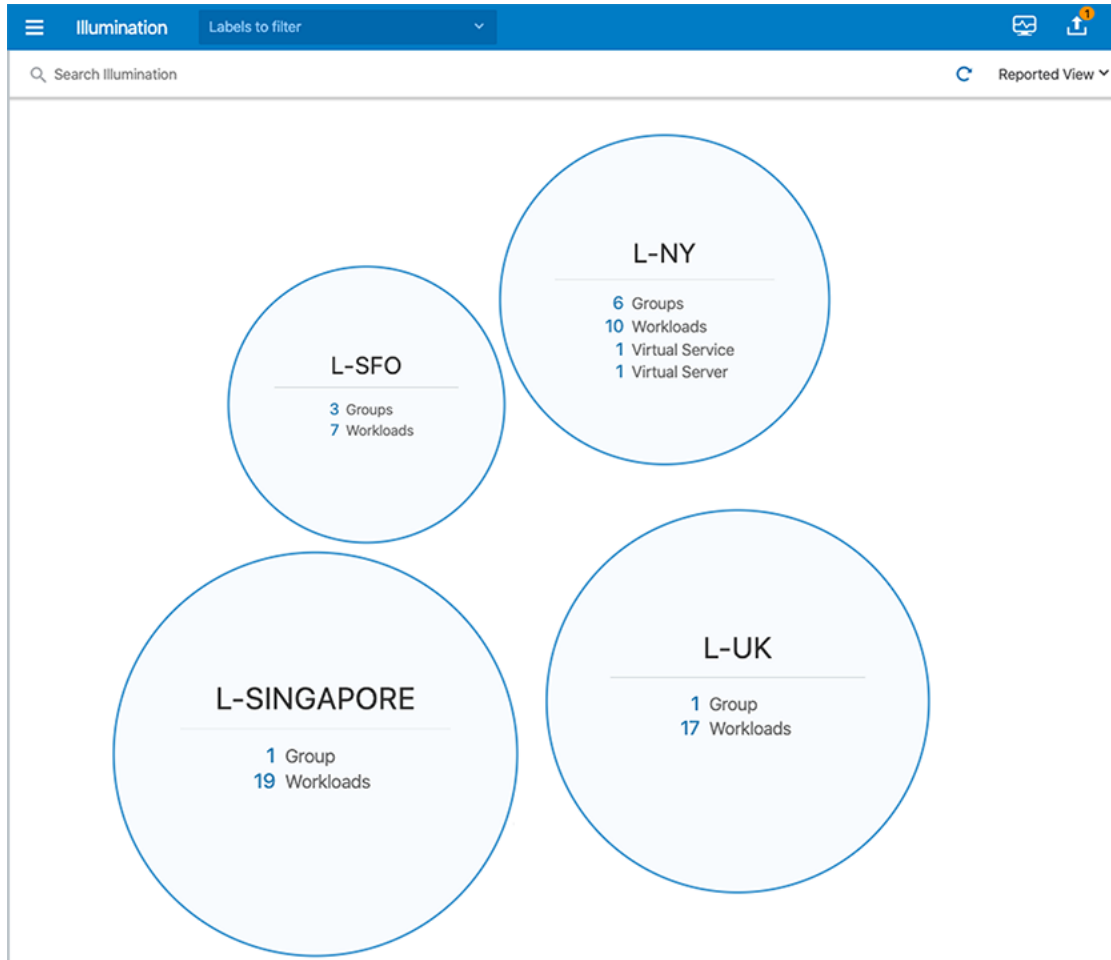 Illumination
Labels to filter
1
Search Illumination
Reported View
L-NY
6 Groups
10 Workloads
1 Virtual Service
1 Virtual Server
L-SFO
3 Groups
7 Workloads
L-UK
1 Group
17 Workloads
L-SINGAPORE
1 Group
19 Workloads